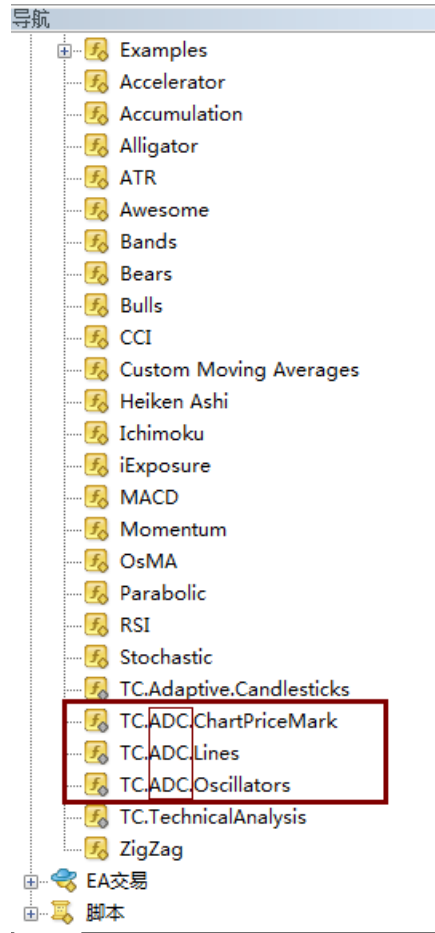 导航
Examples
Accelerator
Accumulation
Alligator
ATR
Awesome
Bands
Bears
Bulls
CCI
Custom Moving Averages
Heiken Ashi
Ichimoku
iExposure
MACD
Momentum
OsMA
Parabolic
RSI
Stochastic
TC.Adaptive.Candlesticks
TC.ADC.ChartPriceMark
TC.ADC.Lines
TC.ADC.Oscillators
TC.TechnicalAnalysis
ZigZag
EA交易
脚本